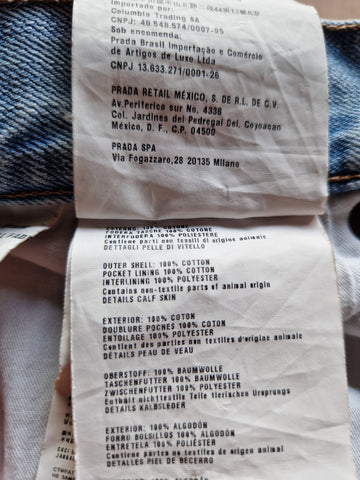 Importado por:
Columbia Trading SA
CNPJ: 46.548.574/0007-95
Sob encomenda:
Prada Brasil Importação e Comércio
de Artigos de Luxo Ltda
CNPJ 13.633.271/0001-26
PRADA RETAIL MÉXICO, S. DE R.L. DE C.V.
Av.Periferico sur No. 4338
Col. Jardines del Pedregal Del. Coyoacan
México, D. F., C.P. 04500
PRADA SPA
Via Fogazzaro,28 20135 Milano
ESTERNO: 100% COTONE
FODERA TASCHE 100% COTONE
INTERFODERA 100% POLIESTERE
Contiene parti non tessili di origine animale
DETTAGLI PELLE DI VITELLO
OUTER SHELL: 100% COTTON
POCKET LINING 100% COTTON
INTERLINING 100% POLYESTER
Contains non-textile parts of animal origin
DETAILS CALF SKIN
EXTERIOR: 100% COTON
DOUBLURE POCHES 100% COTON
ENTOILAGE 100% POLYESTER
Contient des parties non textiles d'origine animale
DÉTAILS PEAU DE VEAU
OBERSTOFF: 100% BAUMWOLLE
TASCHENFUTTER 100% BAUMWOLLE
ZWISCHENFUTTER 100% POLYESTER
Enthält nichttextile Teile tierischen Ursprungs
DETAILS KALBSLEDER
EXTERIOR: 100% ALGODÓN
FORRO BOLSILLOS 100% ALGODÓN
ENTRETELA 100% POLIÉSTER
Contiene partes no textiles de origen animal
DETALLES PIEL DE BECERRO